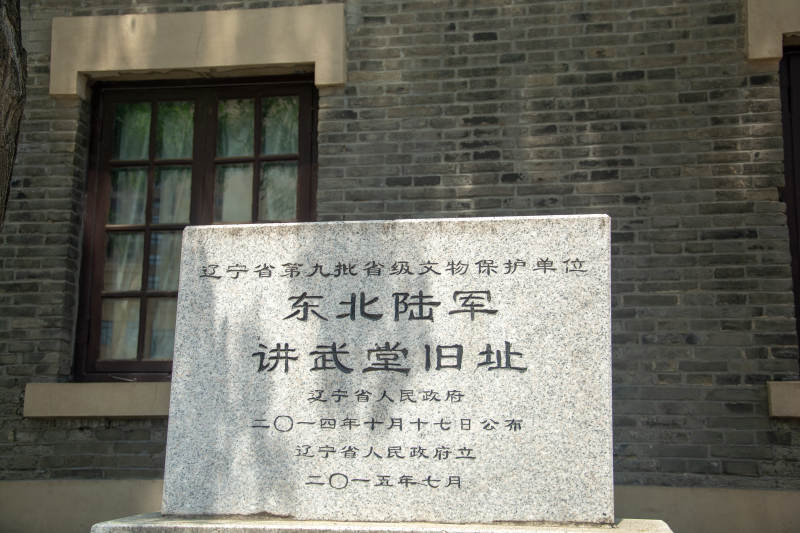 辽宁省第九批省级文物保护单位
东北陆军
讲武堂旧址
辽宁省人民政府
二〇一四年十月十七日公布
辽宁省人民政府立
二〇一五年七月